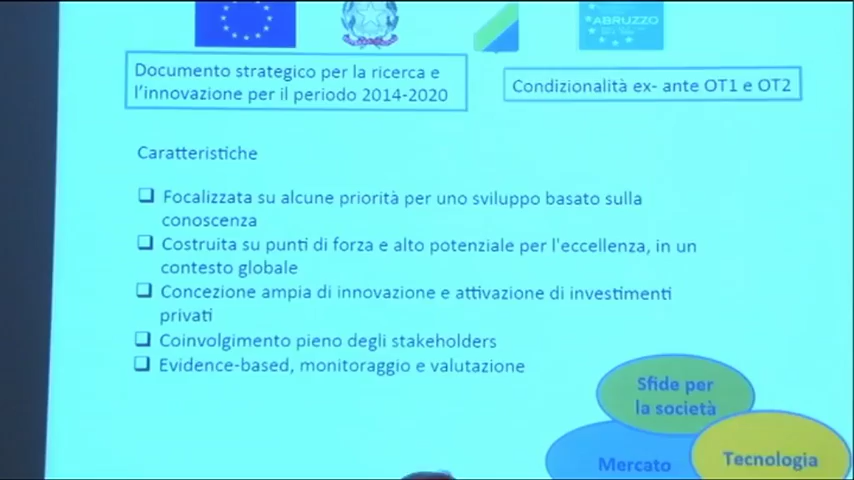 ABRUZZO
Documento strategico per la ricerca e
l'innovazione per il periodo 2014-2020
Condizionalità ex- ante OT1 e OT2
Caratteristiche
Focalizzata su alcune priorità per uno sviluppo basato sulla
conoscenza
Costruita su punti di forza e alto potenziale per l'eccellenza, in un
contesto globale
Concezione ampia di innovazione e attivazione di investimenti
privati
Coinvolgimento pieno degli stakeholders
Evidence-based, monitoraggio e valutazione
Sfide per
la società
Mercato
Tecnologia